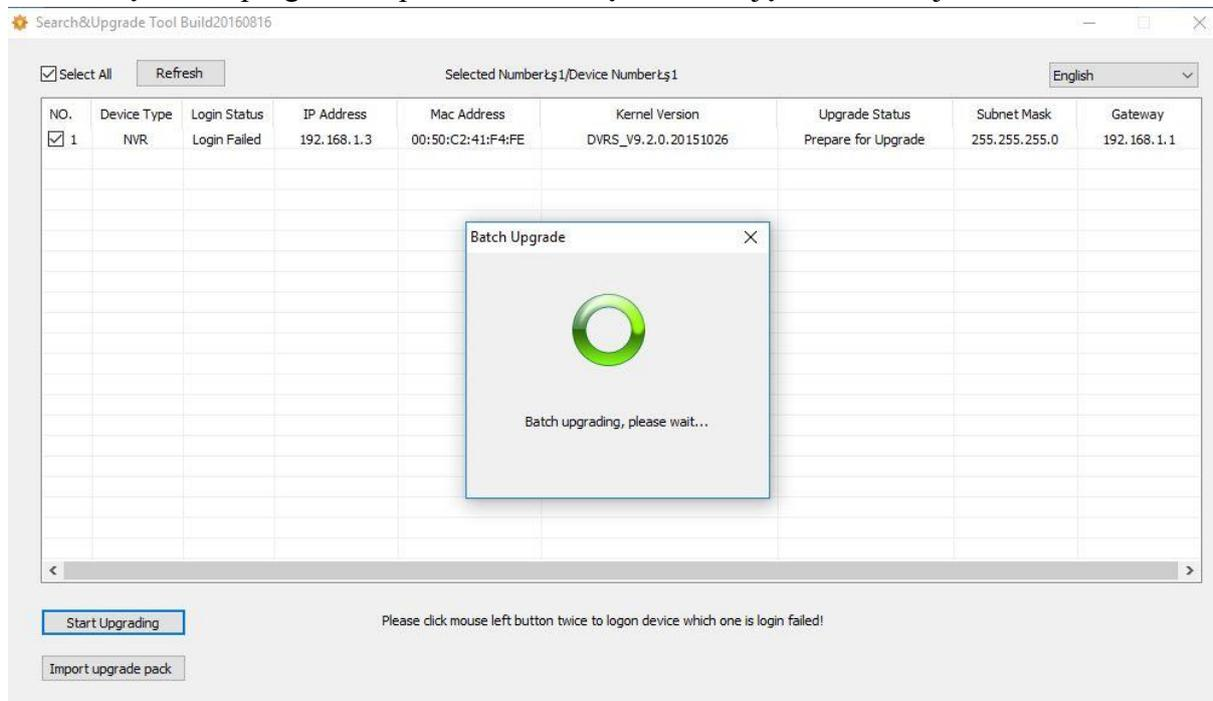 Search&Upgrade Tool Build20160816
Select All Refresh Selected NumberŁş1/Device NumberŁş1 English
NO. Device Type Login Status IP Address Mac Address Kernel Version Upgrade Status Subnet Mask Gateway
1 NVR Login Failed 192.168.1.3 00:50:C2:41:F4:FE DVRS_V9.2.0.20151026 Prepare for Upgrade 255.255.255.0 192.168.1.1
Batch Upgrade
Batch upgrading, please wait...
Start Upgrading Please click mouse left button twice to logon device which one is login failed!
Import upgrade pack